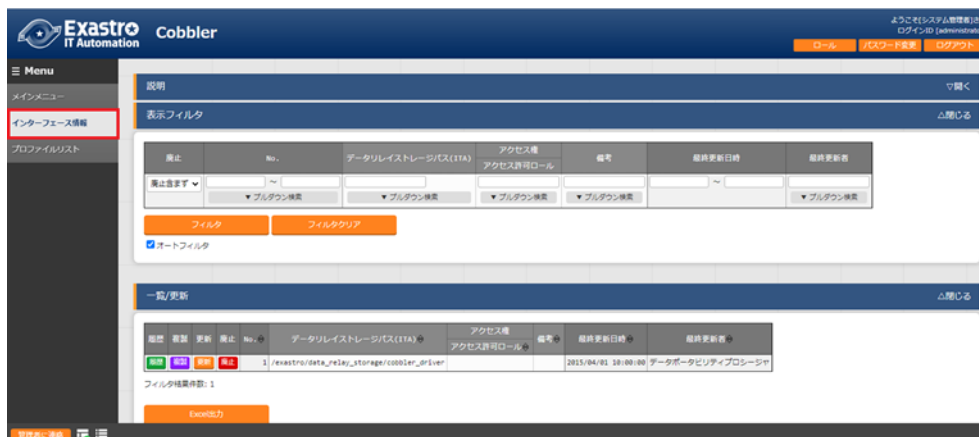 Exastro
IT Automation
Cobbler
ようこそ[システム管理者]さ
ログインID [administrato
ロール
パスワード変更
ログアウト
Menu
メインメニュー
インターフェース情報
プロファイルリスト
説明
▽開く
表示フィルタ
△閉じる
廃止
No.
データリレイストレージパス(ITA)
アクセス権
アクセス許可ロール
備考
最終更新日時
最終更新者
廃止含まず
~
~
▼ プルダウン検索
▼ プルダウン検索
▼ プルダウン検索
▼ プルダウン検索
▼ プルダウン検索
フィルタ
フィルタクリア
オートフィルタ
一覧/更新
△閉じる
履歴 複製 更新 廃止 No. データリレイストレージパス(ITA) アクセス権 アクセス許可ロール 備考 最終更新日時 最終更新者
履歴 複製 更新 廃止 1 /exastro/data_relay_storage/cobbler_driver 2015/04/01 10:00:00 データポータビリティプロシージャ
フィルタ結果件数: 1
Excel出力
管理者に連絡